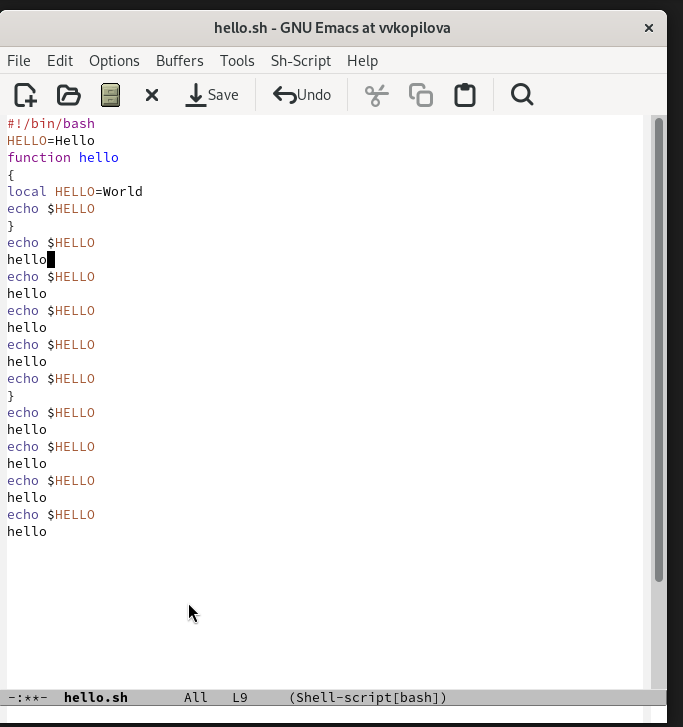 hello.sh - GNU Emacs at vvkopilova
File Edit Options Buffers Tools Sh-Script Help
Save Undo
#!/bin/bash
HELLO=Hello
function hello
{
local HELLO=World
echo $HELLO
}
echo $HELLO
hello
echo $HELLO
hello
echo $HELLO
hello
echo $HELLO
hello
echo $HELLO
}
echo $HELLO
hello
echo $HELLO
hello
echo $HELLO
hello
echo $HELLO
hello
-:**- hello.sh All L9 (Shell-script[bash])